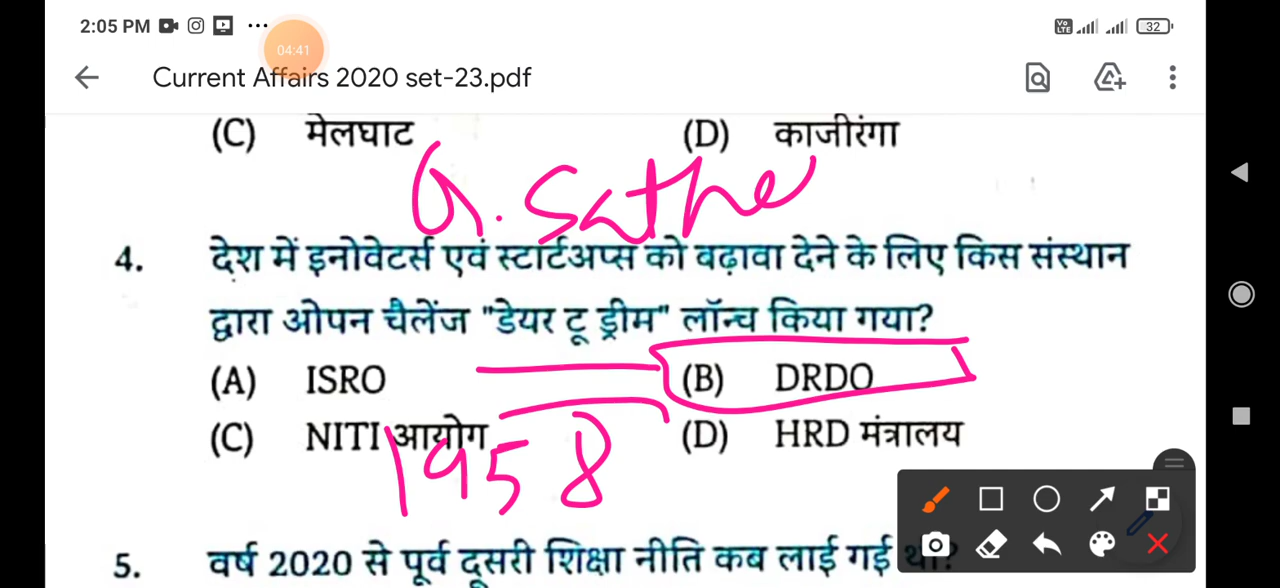 2:05 PM
32
04:41
Current Affairs 2020 set-23.pdf
(C) मेलघाट (D) काजीरंगा
G. Sathe
4. देश में इनोवेटर्स एवं स्टार्टअप्स को बढ़ावा देने के लिए किस संस्थान
द्वारा ओपन चैलेंज "डेयर टू ड्रीम" लॉन्च किया गया?
(A) ISRO (B) DRDO
(C) NITI आयोग (D) HRD मंत्रालय
1958
5. वर्ष 2020 से पूर्व दूसरी शिक्षा नीति कब लाई गई थी?